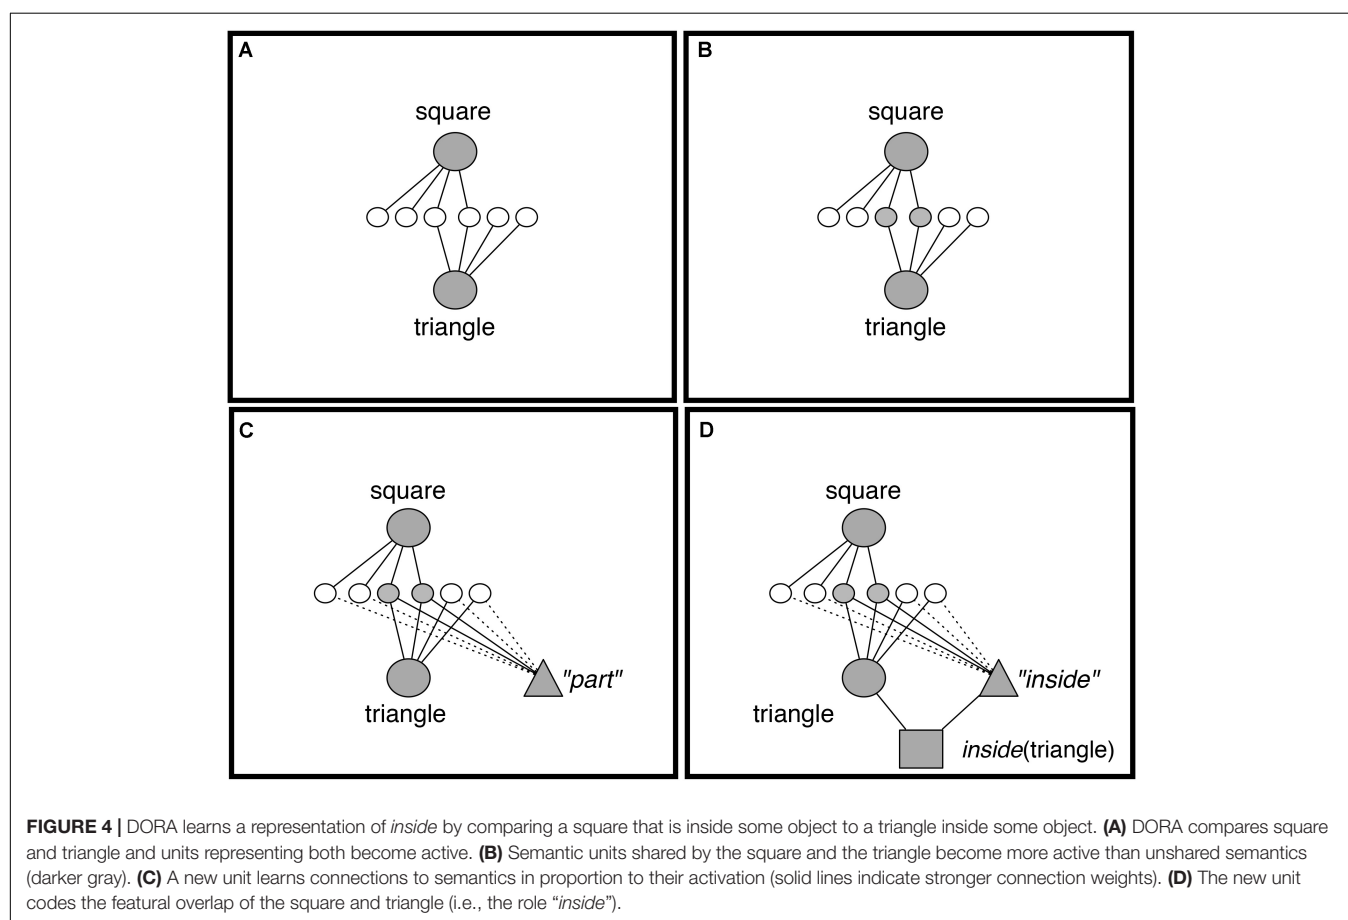 A
square
triangle
B
square
triangle
C
square
"part"
triangle
D
square
"inside"
triangle
inside(triangle)
FIGURE 4 | DORA learns a representation of inside by comparing a square that is inside some object to a triangle inside some object. (A) DORA compares square
and triangle and units representing both become active. (B) Semantic units shared by the square and the triangle become more active than unshared semantics
(darker gray). (C) A new unit learns connections to semantics in proportion to their activation (solid lines indicate stronger connection weights). (D) The new unit
codes the featural overlap of the square and triangle (i.e., the role “inside”).